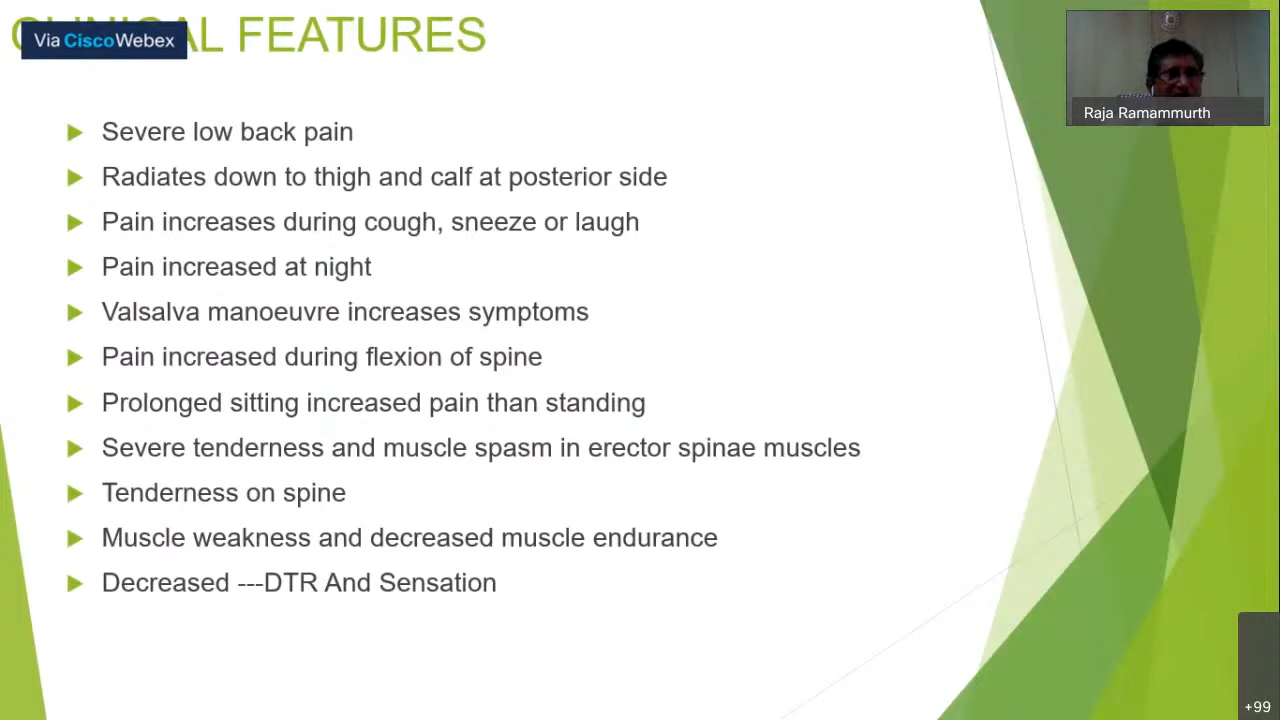 Via CiscoWebex
AL FEATURES
Raja Ramammurth
Severe low back pain
Radiates down to thigh and calf at posterior side
Pain increases during cough, sneeze or laugh
Pain increased at night
Valsalva manoeuvre increases symptoms
Pain increased during flexion of spine
Prolonged sitting increased pain than standing
Severe tenderness and muscle spasm in erector spinae muscles
Tenderness on spine
Muscle weakness and decreased muscle endurance
Decreased ---DTR And Sensation
+99